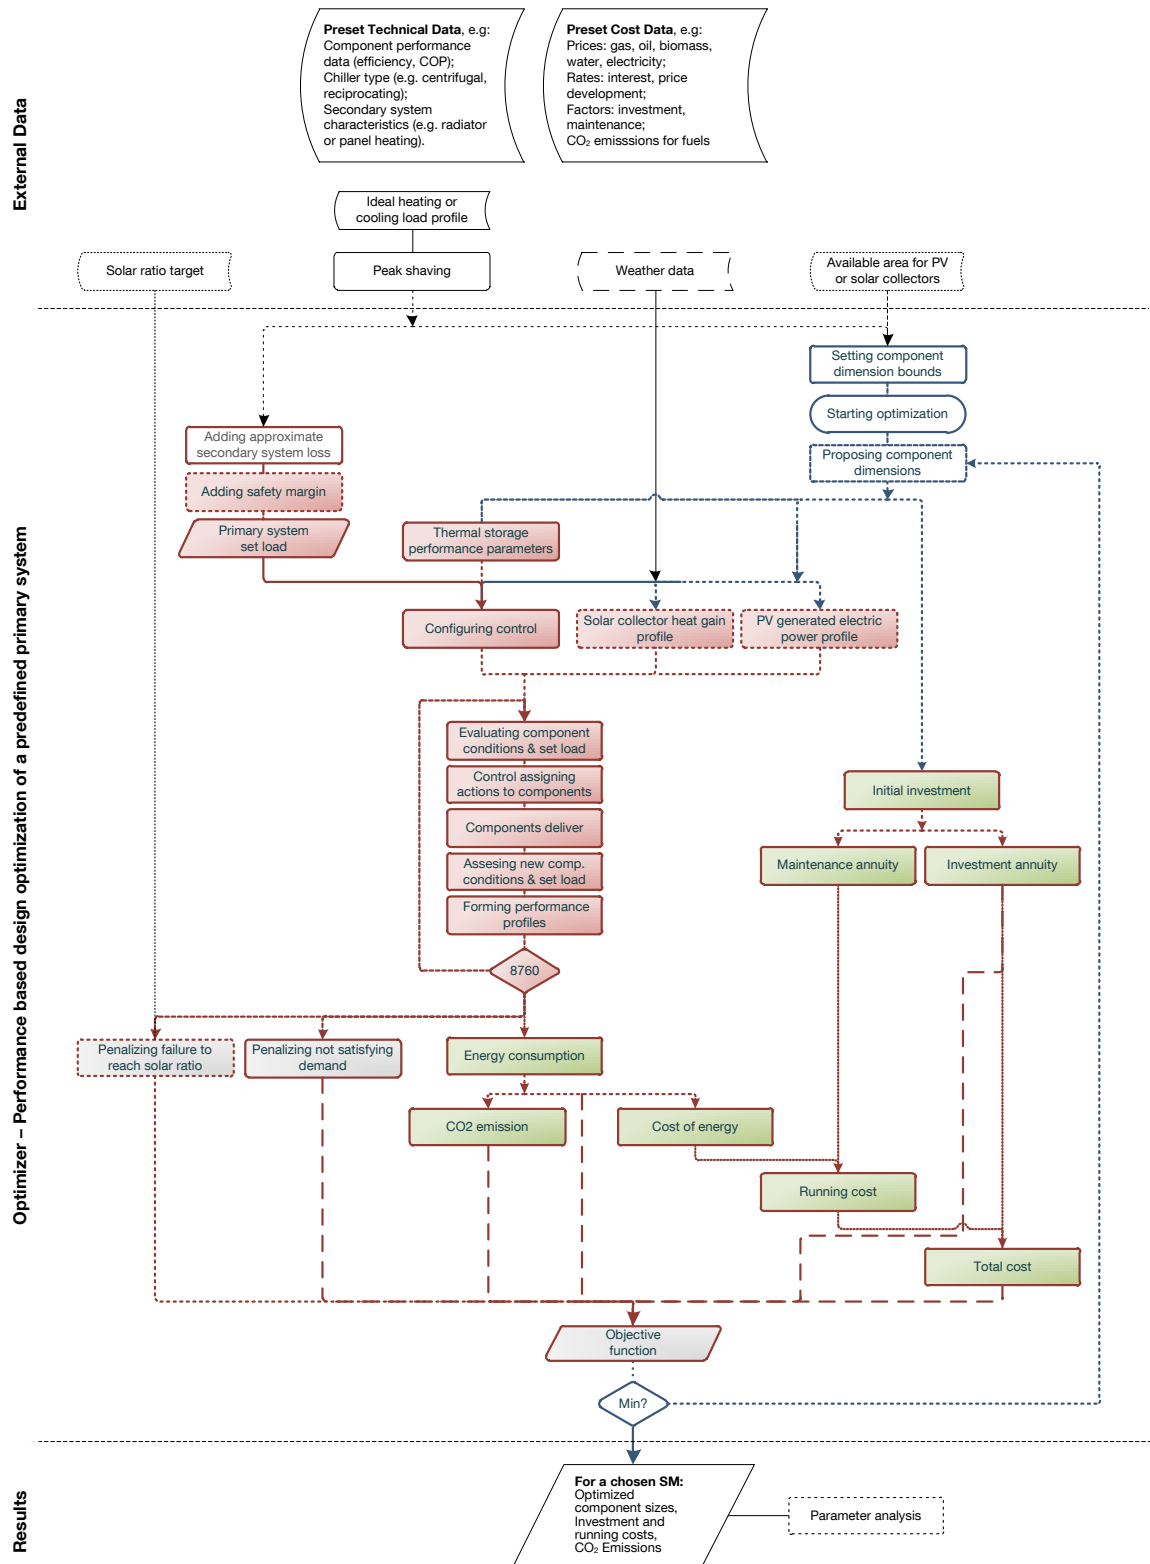 External Data
Preset Technical Data, e.g:
Component performance
data (efficiency, COP);
Chiller type (e.g. centrifugal,
reciprocating);
Secondary system
characteristics (e.g. radiator
or panel heating).
Preset Cost Data, e.g:
Prices: gas, oil, biomass,
water, electricity;
Rates: interest, price
development;
Factors: investment,
maintenance;
CO₂ emisssions for fuels
Ideal heating or
cooling load profile
Solar ratio target
Peak shaving
Weather data
Available area for PV
or solar collectors
Optimizer – Performance based design optimization of a predefined primary system
Setting component
dimension bounds
Starting optimization
Adding approximate
secondary system loss
Proposing component
dimensions
Adding safety margin
Primary system
set load
Thermal storage
performance parameters
Configuring control
Solar collector heat gain
profile
PV generated electric
power profile
Evaluating component
conditions & set load
Control assigning
actions to components
Initial investment
Components deliver
Assesing new comp.
conditions & set load
Maintenance annuity
Investment annuity
Forming performance
profiles
8760
Penalizing failure to
reach solar ratio
Penalizing not satisfying
demand
Energy consumption
CO2 emission
Cost of energy
Running cost
Total cost
Objective
function
Min?
Results
For a chosen SM:
Optimized
component sizes,
Investment and
running costs,
CO₂ Emissions
Parameter analysis